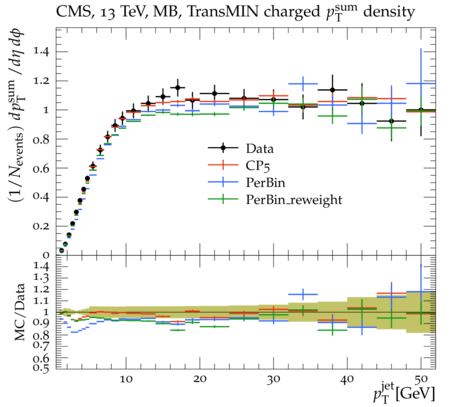 CMS, 13 TeV, MB, TransMIN charged p_T^sum density
(1/N_events) dp_T^sum / dη dφ
1.4
1.2
1
0.8
0.6
0.4
0.2
0
Data
CP5
PerBin
PerBin_reweight
MC/Data
1.4
1.3
1.2
1.1
1
0.9
0.8
0.7
0.6
0.5
10 20 30 40 50
p_T^jet [GeV]